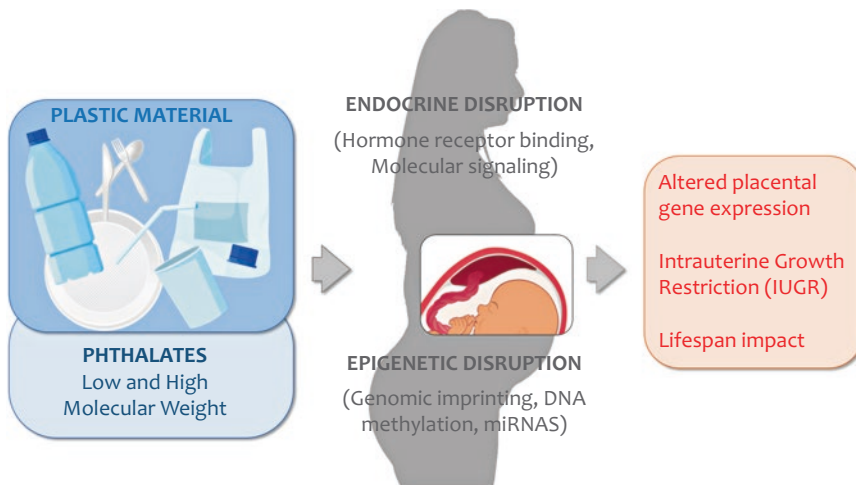 PLASTIC MATERIAL
PHTHALATES
Low and High
Molecular Weight
ENDOCRINE DISRUPTION
(Hormone receptor binding,
Molecular signaling)
EPIGENETIC DISRUPTION
(Genomic imprinting, DNA
methylation, miRNAS)
Altered placental
gene expression
Intrauterine Growth
Restriction (IUGR)
Lifespan impact